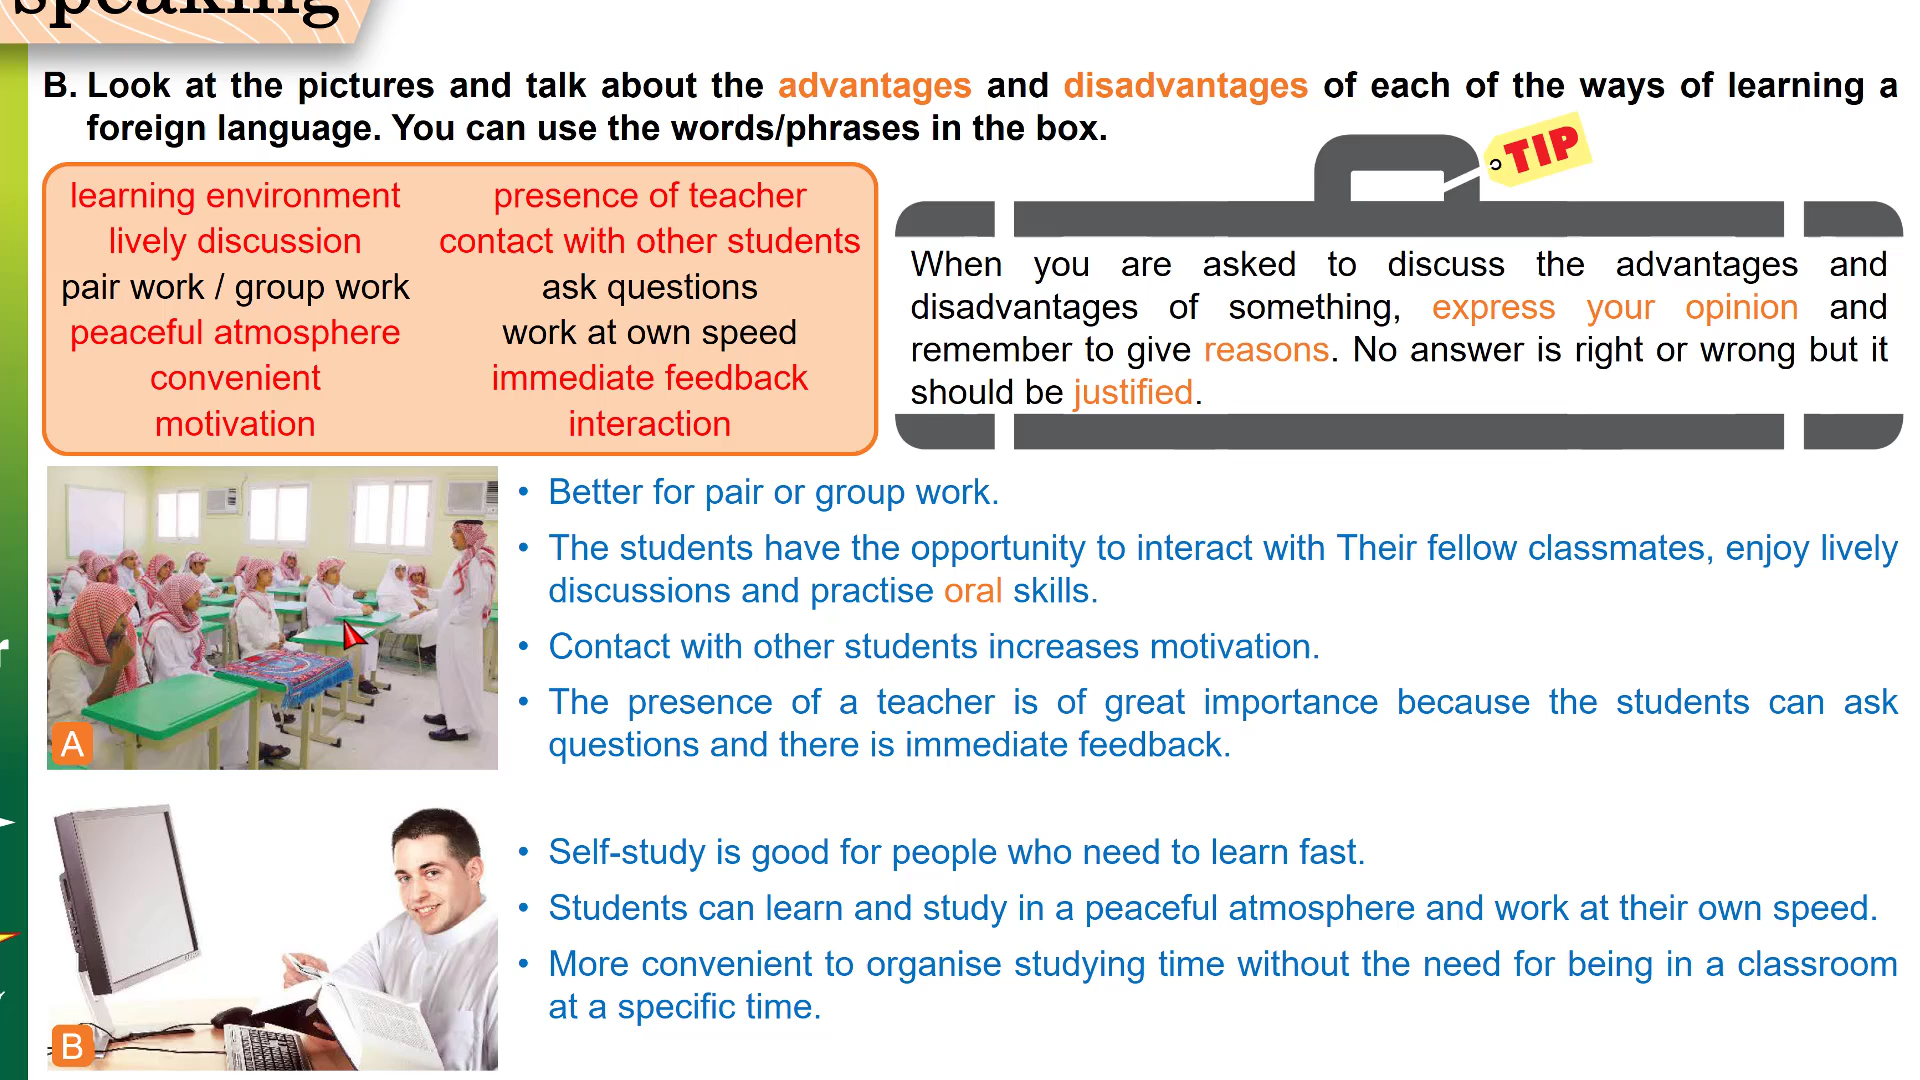 speaking
B. Look at the pictures and talk about the advantages and disadvantages of each of the ways of learning a
foreign language. You can use the words/phrases in the box.
learning environment
lively discussion
pair work / group work
peaceful atmosphere
convenient
motivation
presence of teacher
contact with other students
ask questions
work at own speed
immediate feedback
interaction
TIP
When you are asked to discuss the advantages and
disadvantages of something, express your opinion and
remember to give reasons. No answer is right or wrong but it
should be justified.
A
• Better for pair or group work.
• The students have the opportunity to interact with Their fellow classmates, enjoy lively
discussions and practise oral skills.
• Contact with other students increases motivation.
• The presence of a teacher is of great importance because the students can ask
questions and there is immediate feedback.
B
• Self-study is good for people who need to learn fast.
• Students can learn and study in a peaceful atmosphere and work at their own speed.
• More convenient to organise studying time without the need for being in a classroom
at a specific time.